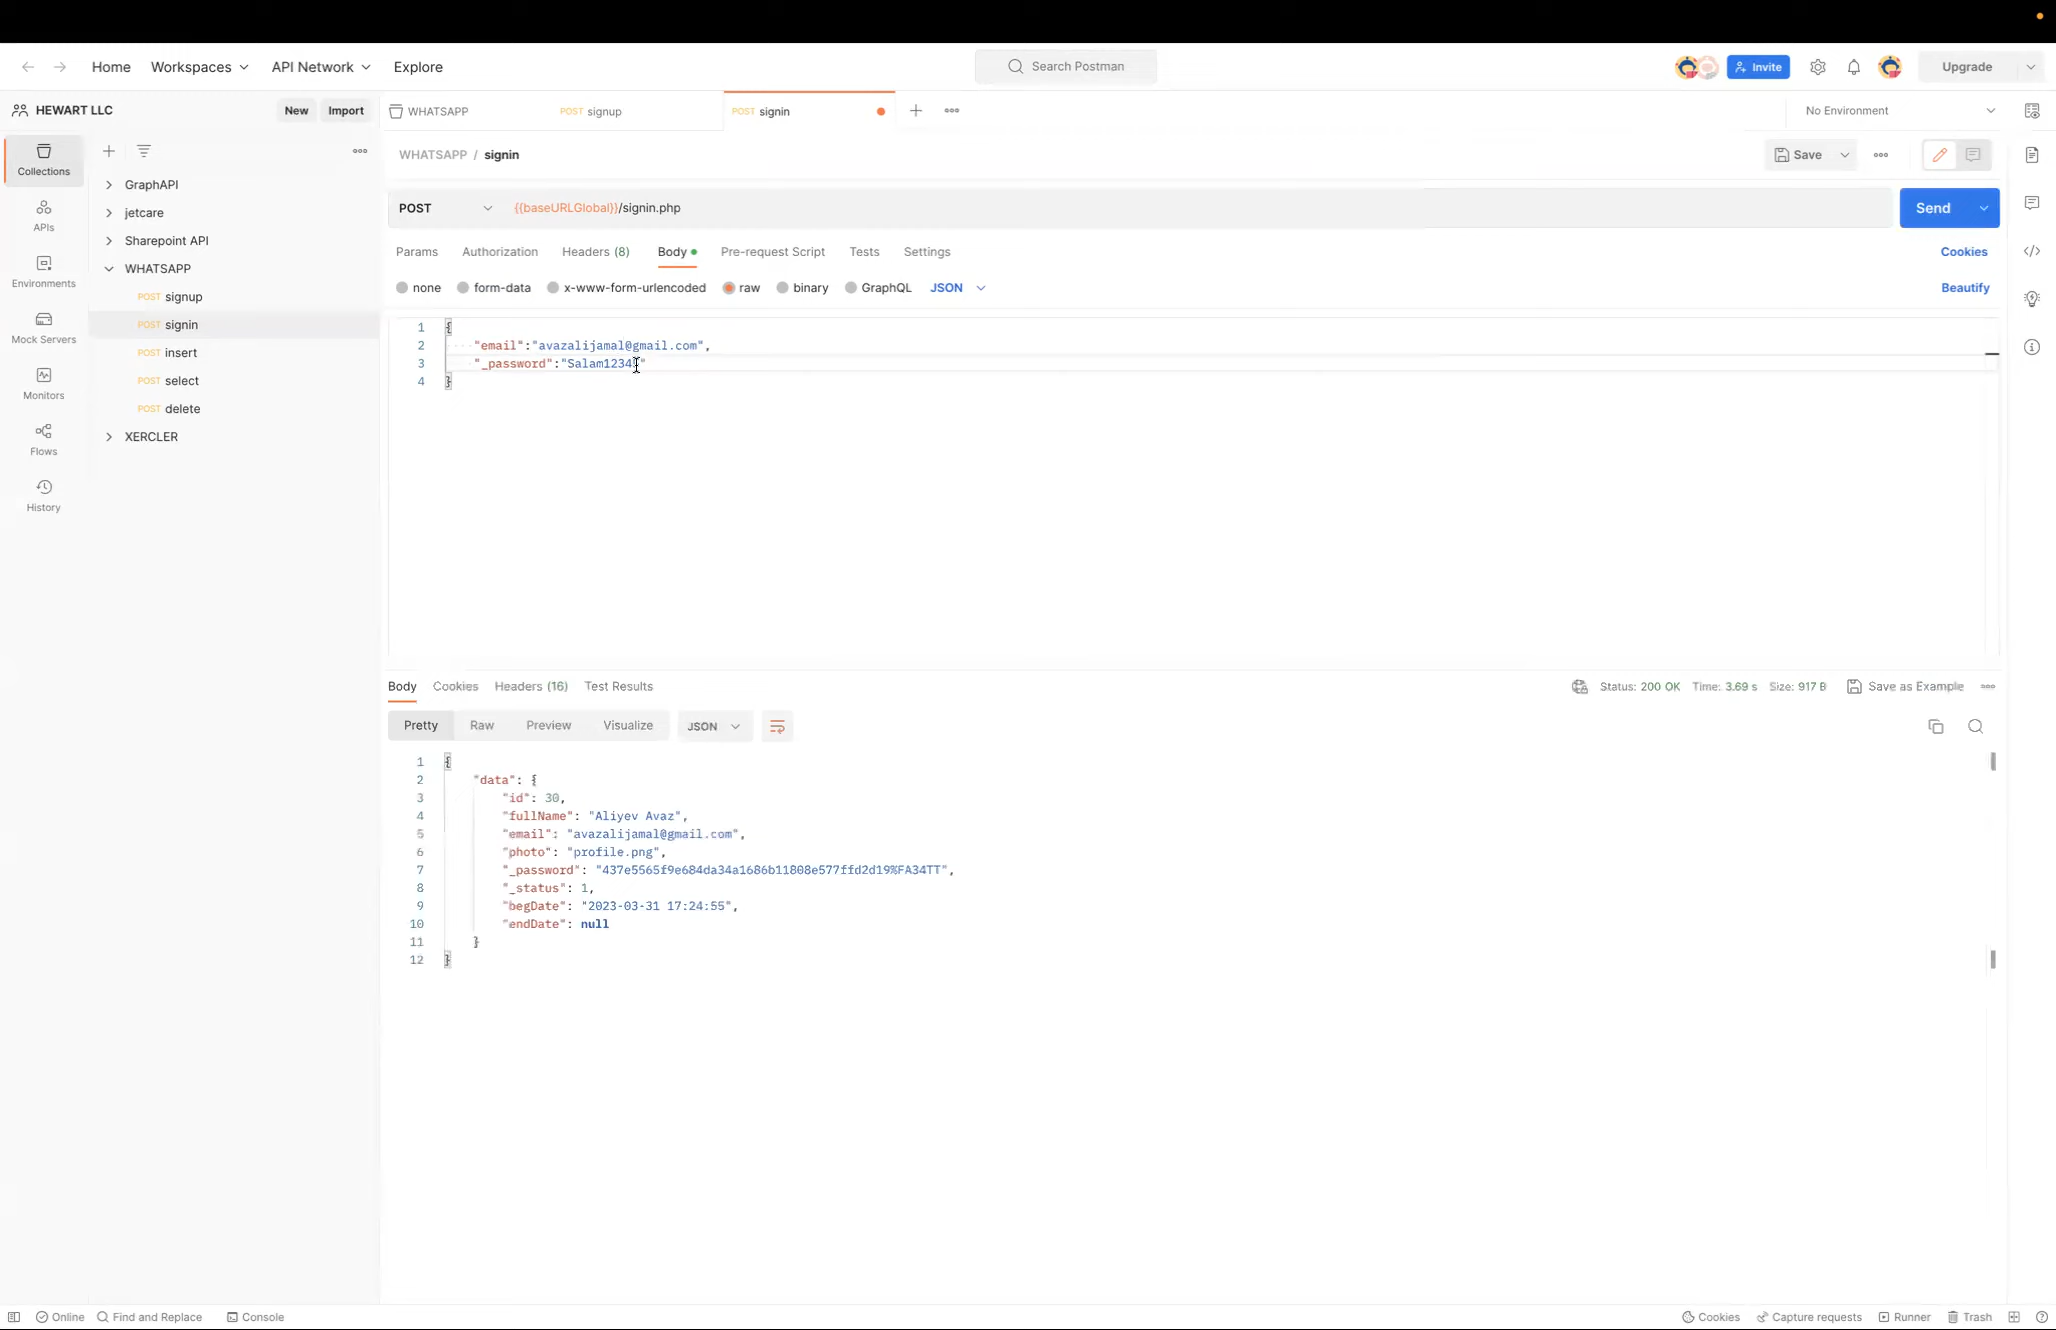 Home Workspaces API Network Explore Search Postman Invite Upgrade
HEWART LLC New Import WHATSAPP POST signup POST signin No Environment
WHATSAPP / signin Save
Collections
APIs
Environments
Mock Servers
Monitors
Flows
History
GraphAPI
jetcare
Sharepoint API
WHATSAPP
POST signup
POST signin
POST insert
POST select
POST delete
XERCLER
POST {{baseURLGlobal}}/signin.php Send
Params Authorization Headers (8) Body Pre-request Script Tests Settings Cookies
none form-data x-www-form-urlencoded raw binary GraphQL JSON Beautify
1 {
2 "email":"avazalijamal@gmail.com",
3 "_password":"Salam1234
4 }
Body Cookies Headers (16) Test Results Status: 200 OK Time: 3.69 s Size: 917 B Save as Example
Pretty Raw Preview Visualize JSON
1 {
2 "data": {
3 "id": 30,
4 "fullName": "Aliyev Avaz",
5 "email": "avazalijamal@gmail.com",
6 "photo": "profile.png",
7 "_password": "437e5565f9e684da34a1686b11808e577ffd2d19%FA34TT",
8 "_status": 1,
9 "begDate": "2023-03-31 17:24:55",
10 "endDate": null
11 }
12 }
Online Find and Replace Console Cookies Capture requests Runner Trash